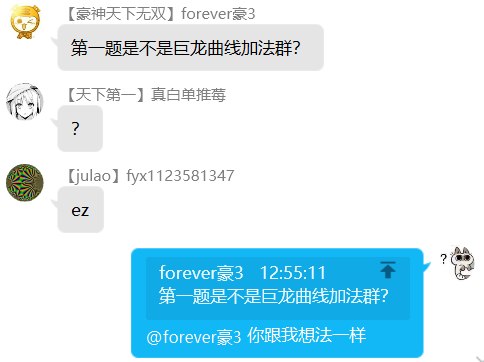 【豪神天下无双】forever豪3
第一题是不是巨龙曲线加法群？
【天下第一】真白单推莓
？
【julao】fyx1123581347
ez
?
forever豪3 12:55:11
第一题是不是巨龙曲线加法群？
@forever豪3 你跟我想法一样